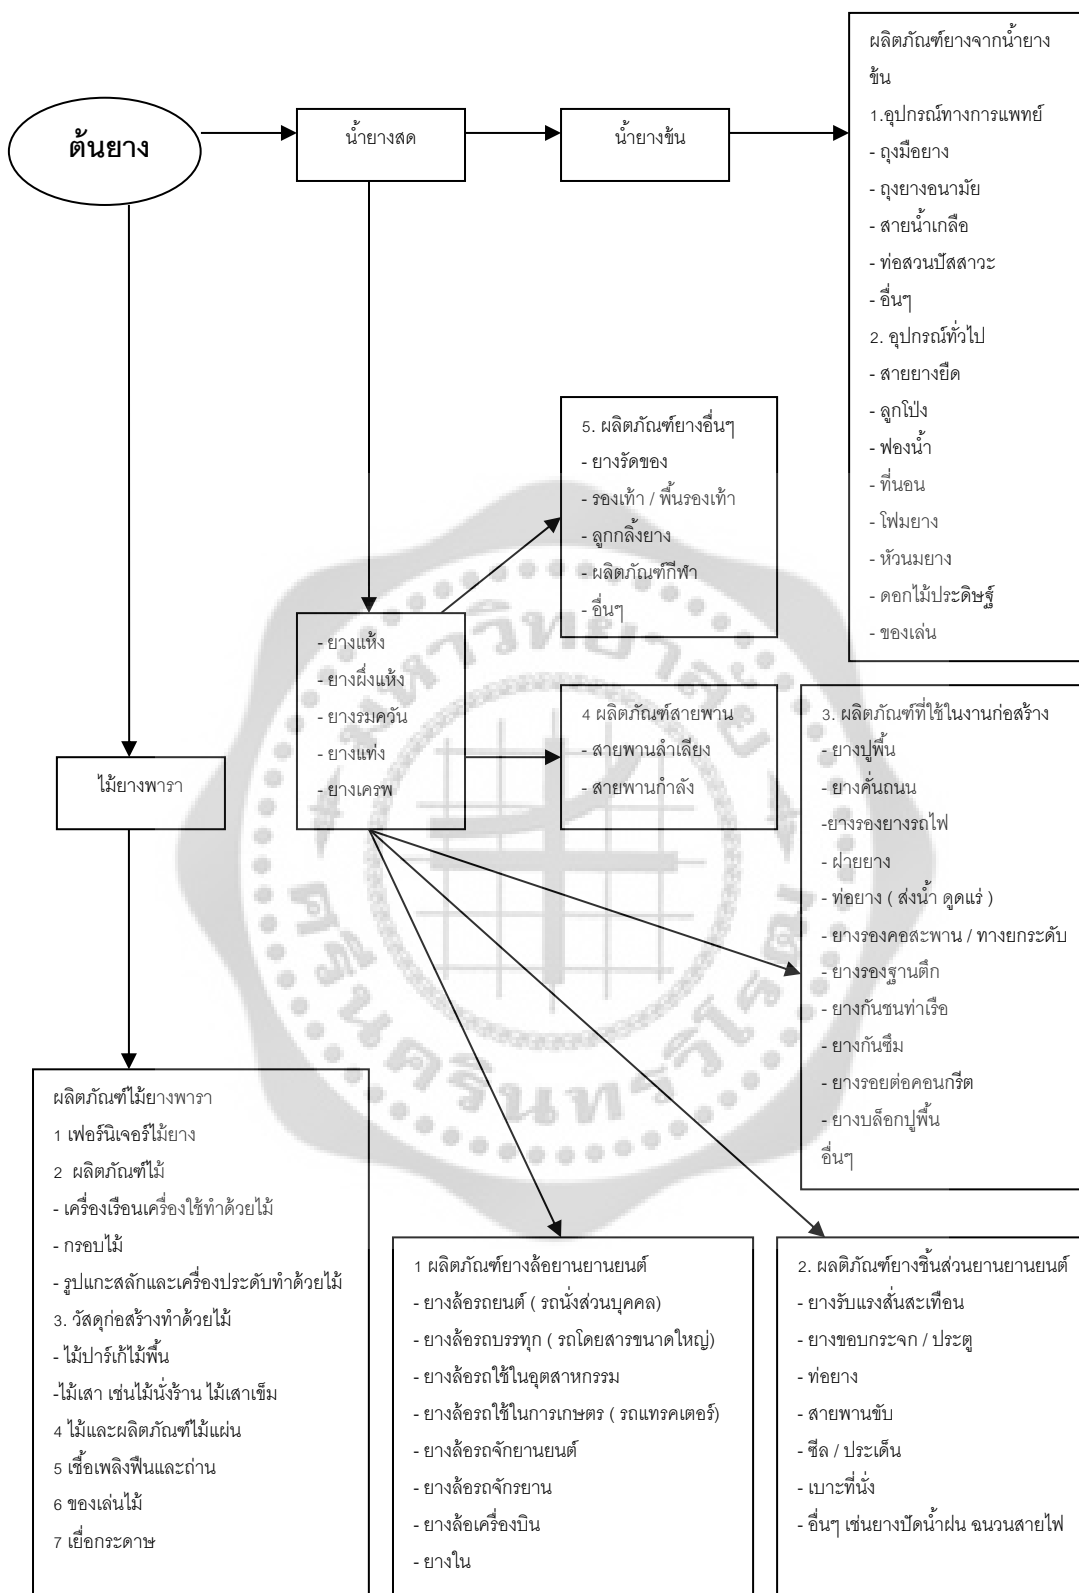 ต้นยาง
น้ำยางสด
น้ำยางข้น
ผลิตภัณฑ์ยางจากน้ำยาง
ข้น
1.อุปกรณ์ทางการแพทย์
- ถุงมือยาง
- ถุงยางอนามัย
- สายน้ำเกลือ
- ท่อสวนปัสสาวะ
- อื่นๆ
2. อุปกรณ์ทั่วไป
- สายยางยืด
- ลูกโป่ง
- ฟองน้ำ
- ที่นอน
- โฟมยาง
- หัวนมยาง
- ดอกไม้ประดิษฐ์
- ของเล่น
5. ผลิตภัณฑ์ยางอื่นๆ
- ยางรัดของ
- รองเท้า / พื้นรองเท้า
- ลูกกลิ้งยาง
- ผลิตภัณฑ์กีฬา
- อื่นๆ
- ยางแห้ง
- ยางผึ่งแห้ง
- ยางรมควัน
- ยางแท่ง
- ยางเครพ
4 ผลิตภัณฑ์สายพาน
- สายพานลำเลียง
- สายพานกำลัง
3. ผลิตภัณฑ์ที่ใช้ในงานก่อสร้าง
- ยางปูพื้น
- ยางคั่นถนน
-ยางรองยางรถไฟ
- ฝายยาง
- ท่อยาง ( ส่งน้ำ ดูดแร่ )
- ยางรองคอสะพาน / ทางยกระดับ
- ยางรองฐานตึก
- ยางกันชนท่าเรือ
- ยางกันซึม
- ยางรอยต่อคอนกรีต
- ยางบล็อกปูพื้น
อื่นๆ
ไม้ยางพารา
ผลิตภัณฑ์ไม้ยางพารา
1 เฟอร์นิเจอร์ไม้ยาง
2 ผลิตภัณฑ์ไม้
- เครื่องเรือนเครื่องใช้ทำด้วยไม้
- กรอบไม้
- รูปแกะสลักและเครื่องประดับทำด้วยไม้
3. วัสดุก่อสร้างทำด้วยไม้
- ไม้ปาร์เก้ไม้พื้น
-ไม้เสา เช่นไม้นั่งร้าน ไม้เสาเข็ม
4 ไม้และผลิตภัณฑ์ไม้แผ่น
5 เชื้อเพลิงฟืนและถ่าน
6 ของเล่นไม้
7 เยื่อกระดาษ
1 ผลิตภัณฑ์ยางล้อยานยานยนต์
- ยางล้อรถยนต์ ( รถนั่งส่วนบุคคล)
- ยางล้อรถบรรทุก ( รถโดยสารขนาดใหญ่)
- ยางล้อรถใช้ในอุตสาหกรรม
- ยางล้อรถใช้ในการเกษตร ( รถแทรคเตอร์)
- ยางล้อรถจักยานยนต์
- ยางล้อรถจักรยาน
- ยางล้อเครื่องบิน
- ยางใน
2. ผลติภัณฑ์ยางชิ้นส่วนยานยานยนต์
- ยางรับแรงสั่นสะเทือน
- ยางขอบกระจก / ประตู
- ท่อยาง
- สายพานขับ
- ซีล / ประเด็น
- เบาะที่นั่ง
- อื่นๆ เช่นยางปัดน้ำฝน ฉนวนสายไฟ
มหาวิทยาลัย
ศรีนครินทรวิโรฒ